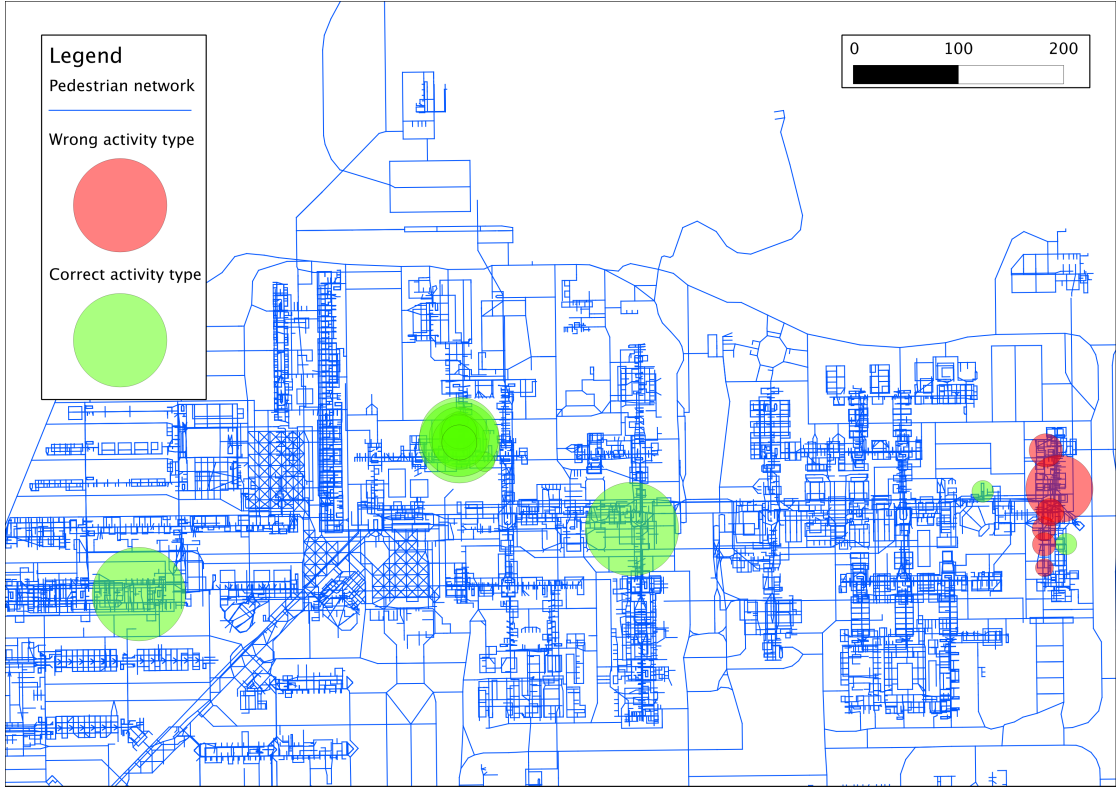 Legend
Pedestrian network
Wrong activity type
Correct activity type
0 100 200